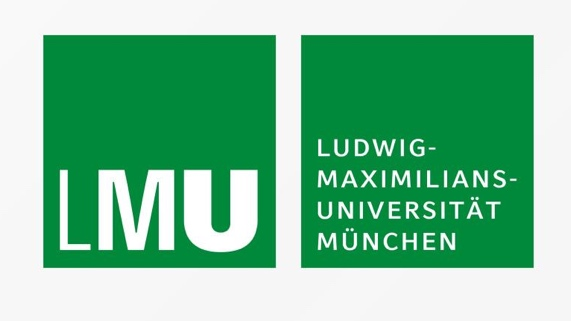 LMU
LUDWIG-
MAXIMILIANS-
UNIVERSITÄT
MÜNCHEN